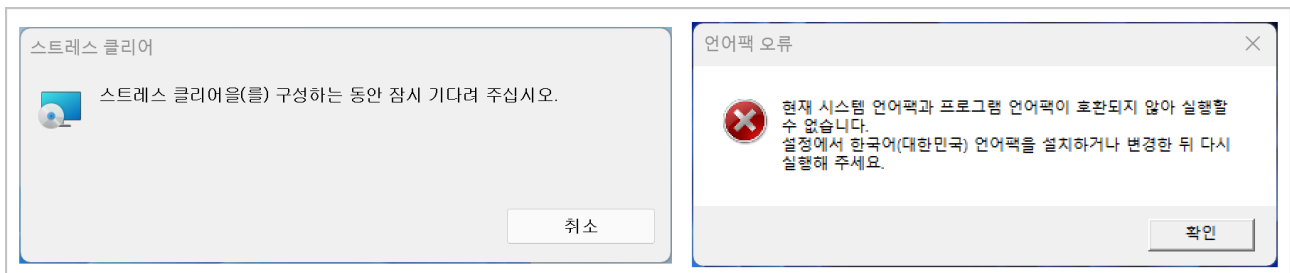 스트레스 클리어
스트레스 클리어을(를) 구성하는 동안 잠시 기다려 주십시오.
취소
언어팩 오류
현재 시스템 언어팩과 프로그램 언어팩이 호환되지 않아 실행할
수 없습니다.
설정에서 한국어(대한민국) 언어팩을 설치하거나 변경한 뒤 다시
실행해 주세요.
확인